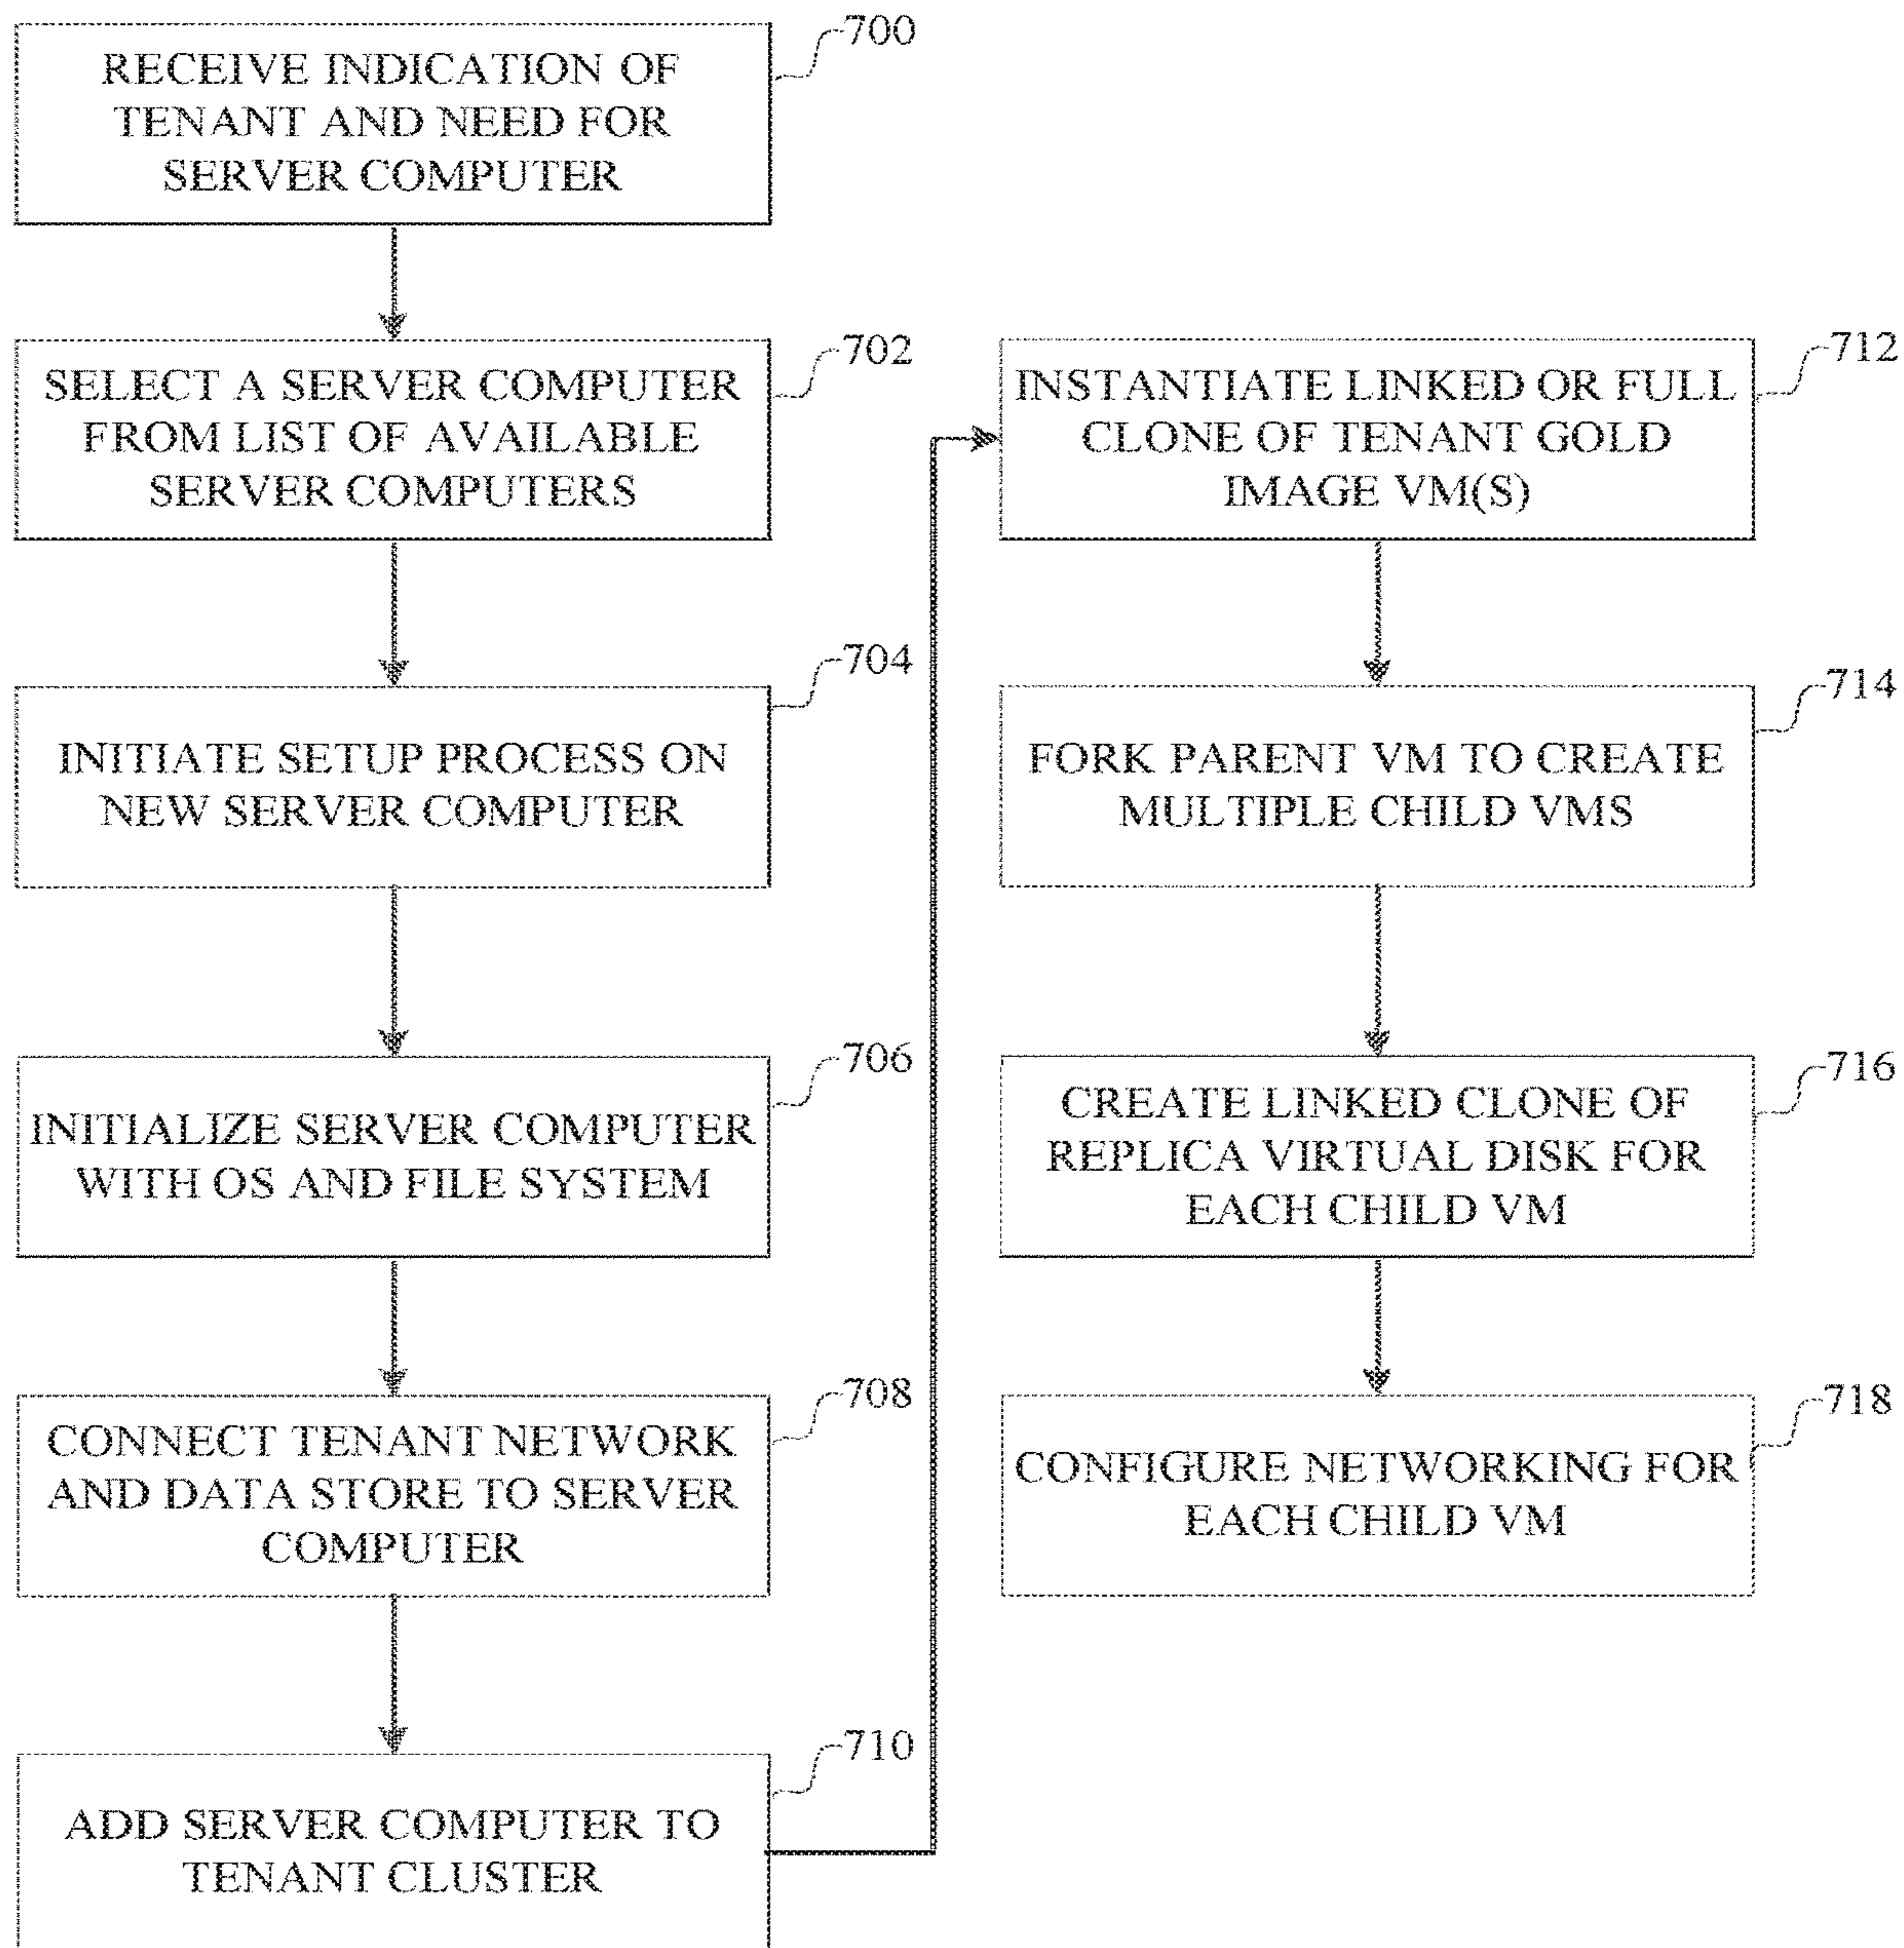 700
RECEIVE INDICATION OF
TENANT AND NEED FOR
SERVER COMPUTER
702
SELECT A SERVER COMPUTER
FROM LIST OF AVAILABLE
SERVER COMPUTERS
704
INITIATE SETUP PROCESS ON
NEW SERVER COMPUTER
706
INITIALIZE SERVER COMPUTER
WITH OS AND FILE SYSTEM
708
CONNECT TENANT NETWORK
AND DATA STORE TO SERVER
COMPUTER
710
ADD SERVER COMPUTER TO
TENANT CLUSTER
712
INSTANTIATE LINKED OR FULL
CLONE OF TENANT GOLD
IMAGE VM(S)
714
FORK PARENT VM TO CREATE
MULTIPLE CHILD VMS
716
CREATE LINKED CLONE OF
REPLICA VIRTUAL DISK FOR
EACH CHILD VM
718
CONFIGURE NETWORKING FOR
EACH CHILD VM